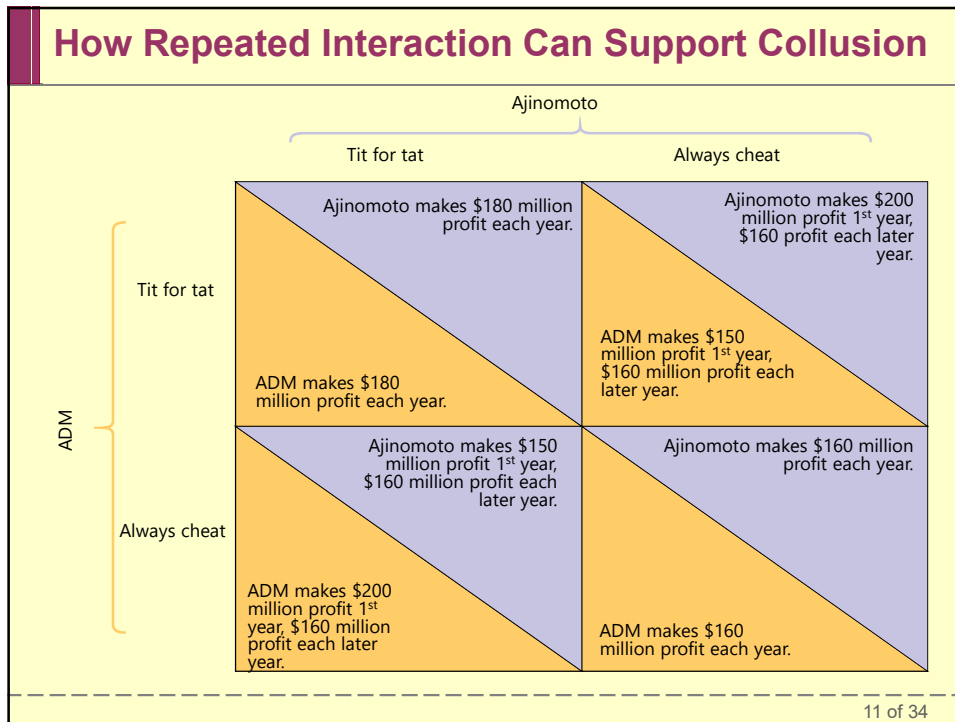 How Repeated Interaction Can Support Collusion
Ajinomoto
Tit for tat
Always cheat
Ajinomoto makes $180 million
profit each year.
Ajinomoto makes $200
million profit 1st year,
$160 profit each later
year.
ADM
Tit for tat
ADM makes $180
million profit each year.
ADM makes $150
million profit 1st year,
$160 million profit each
later year.
Always cheat
Ajinomoto makes $150
million profit 1st year,
$160 million profit each
later year.
Ajinomoto makes $160 million
profit each year.
ADM makes $200
million profit 1st
year, $160 million
profit each later
year.
ADM makes $160
million profit each year.
11 of 34